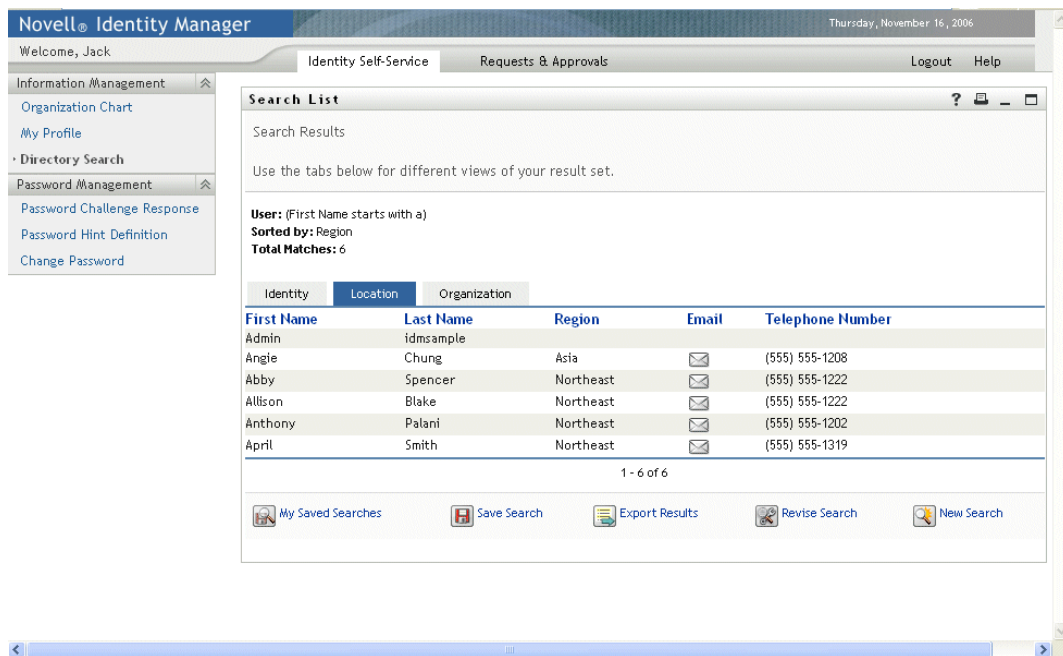 Novell® Identity Manager
Thursday, November 16, 2006
Welcome, Jack
Identity Self-Service Requests & Approvals Logout Help
Information Management
Organization Chart
My Profile
Directory Search
Password Management
Password Challenge Response
Password Hint Definition
Change Password
Search List ?
Search Results
Use the tabs below for different views of your result set.
User: (First Name starts with a)
Sorted by: Region
Total Matches: 6
Identity Location Organization
First Name Last Name Region Email Telephone Number
Admin idmsample
Angie Chung Asia (555) 555-1208
Abby Spencer Northeast (555) 555-1222
Allison Blake Northeast (555) 555-1222
Anthony Palani Northeast (555) 555-1202
April Smith Northeast (555) 555-1319
1 - 6 of 6
My Saved Searches Save Search Export Results Revise Search New Search